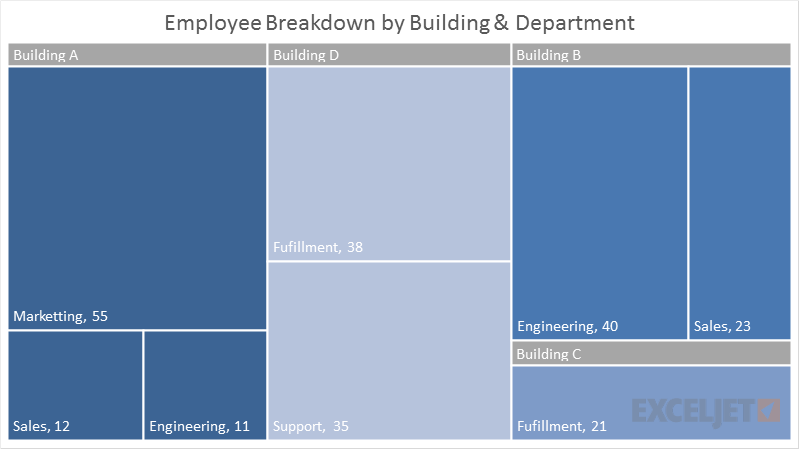 Employee Breakdown by Building & Department
Building A
Marketting, 55
Sales, 12
Engineering, 11
Building D
Fufillment, 38
Support, 35
Building B
Engineering, 40
Sales, 23
Building C
Fufillment, 21
EXCELJET